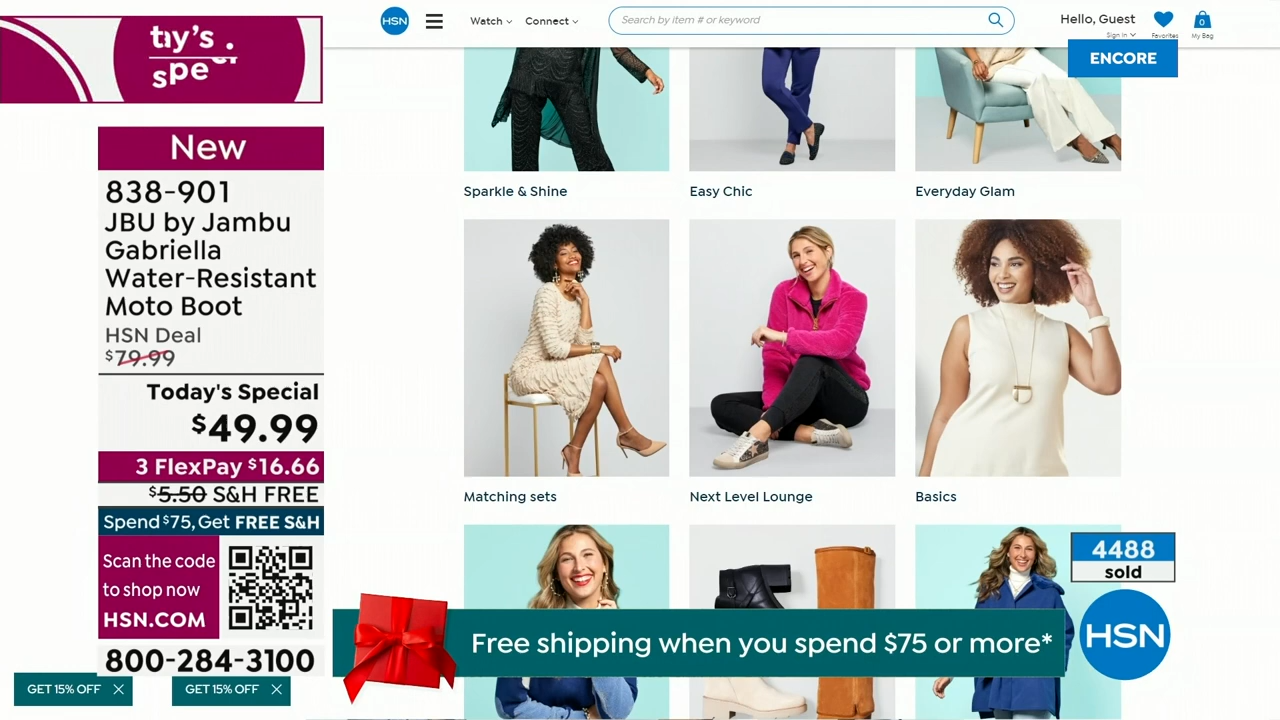 HSN
Watch
Connect
Search by item # or keyword
Hello, Guest
Sign In
Favorites
0
My Bag
ENCORE
New
838-901
JBU by Jambu
Gabriella
Water-Resistant
Moto Boot
HSN Deal
$79.99
Today's Special
$49.99
3 FlexPay $16.66
$5.50 S&H FREE
Spend $75, Get FREE S&H
Scan the code
to shop now
HSN.COM
800-284-3100
GET 15% OFF
GET 15% OFF
Sparkle & Shine
Easy Chic
Everyday Glam
Matching sets
Next Level Lounge
Basics
4488
sold
Free shipping when you spend $75 or more*
HSN